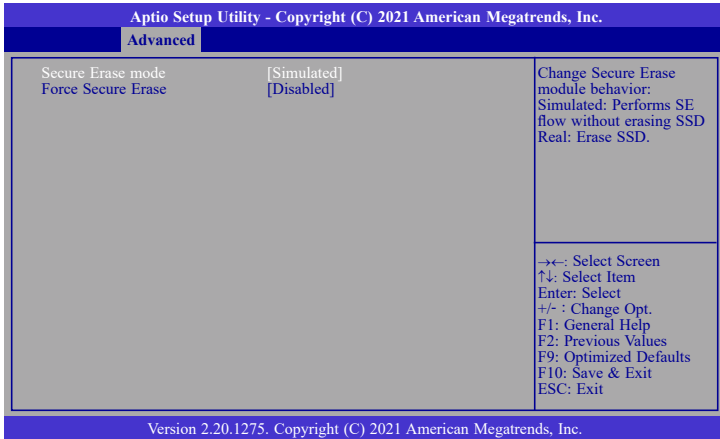 Aptio Setup Utility - Copyright (C) 2021 American Megatrends, Inc.
Advanced
Secure Erase mode [Simulated]
Force Secure Erase [Disabled]
Change Secure Erase
module behavior:
Simulated: Performs SE
flow without erasing SSD
Real: Erase SSD.
→←: Select Screen
↑↓: Select Item
Enter: Select
+/- : Change Opt.
F1: General Help
F2: Previous Values
F9: Optimized Defaults
F10: Save & Exit
ESC: Exit
Version 2.20.1275. Copyright (C) 2021 American Megatrends, Inc.